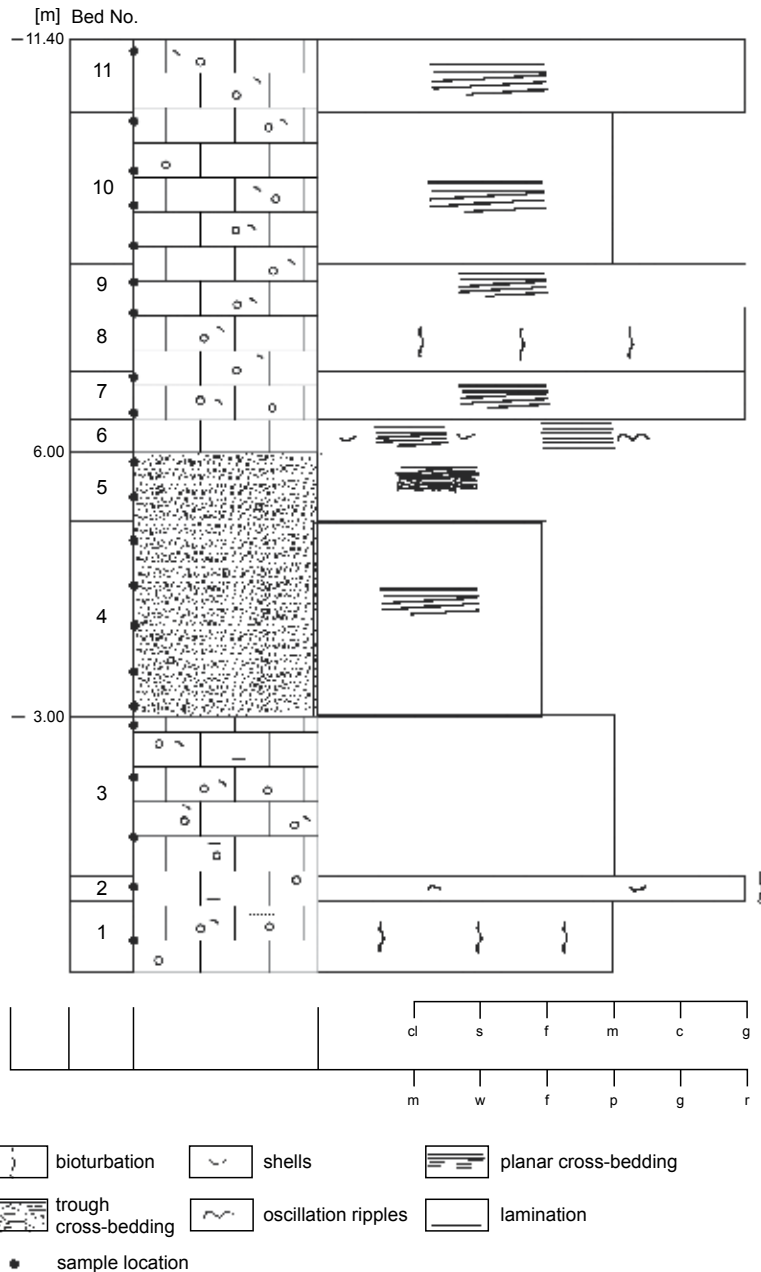 [m] Bed No.
11.40
11
10
9
8
7
6
6.00
5
4
3.00
3
2
1
cl s f m c g
m w f p g r
bioturbation shells planar cross-bedding
trough cross-bedding oscillation ripples lamination
sample location